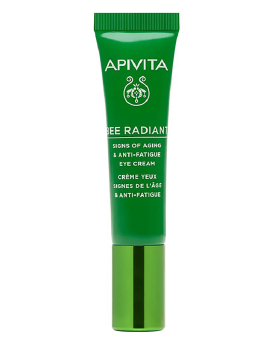 APIVITA
BEE RADIANT
SIGNS OF AGING
& ANTI-FATIGUE
EYE CREAM
CRÈME YEUX
SIGNES DE L'ÂGE
& ANTI-FATIGUE